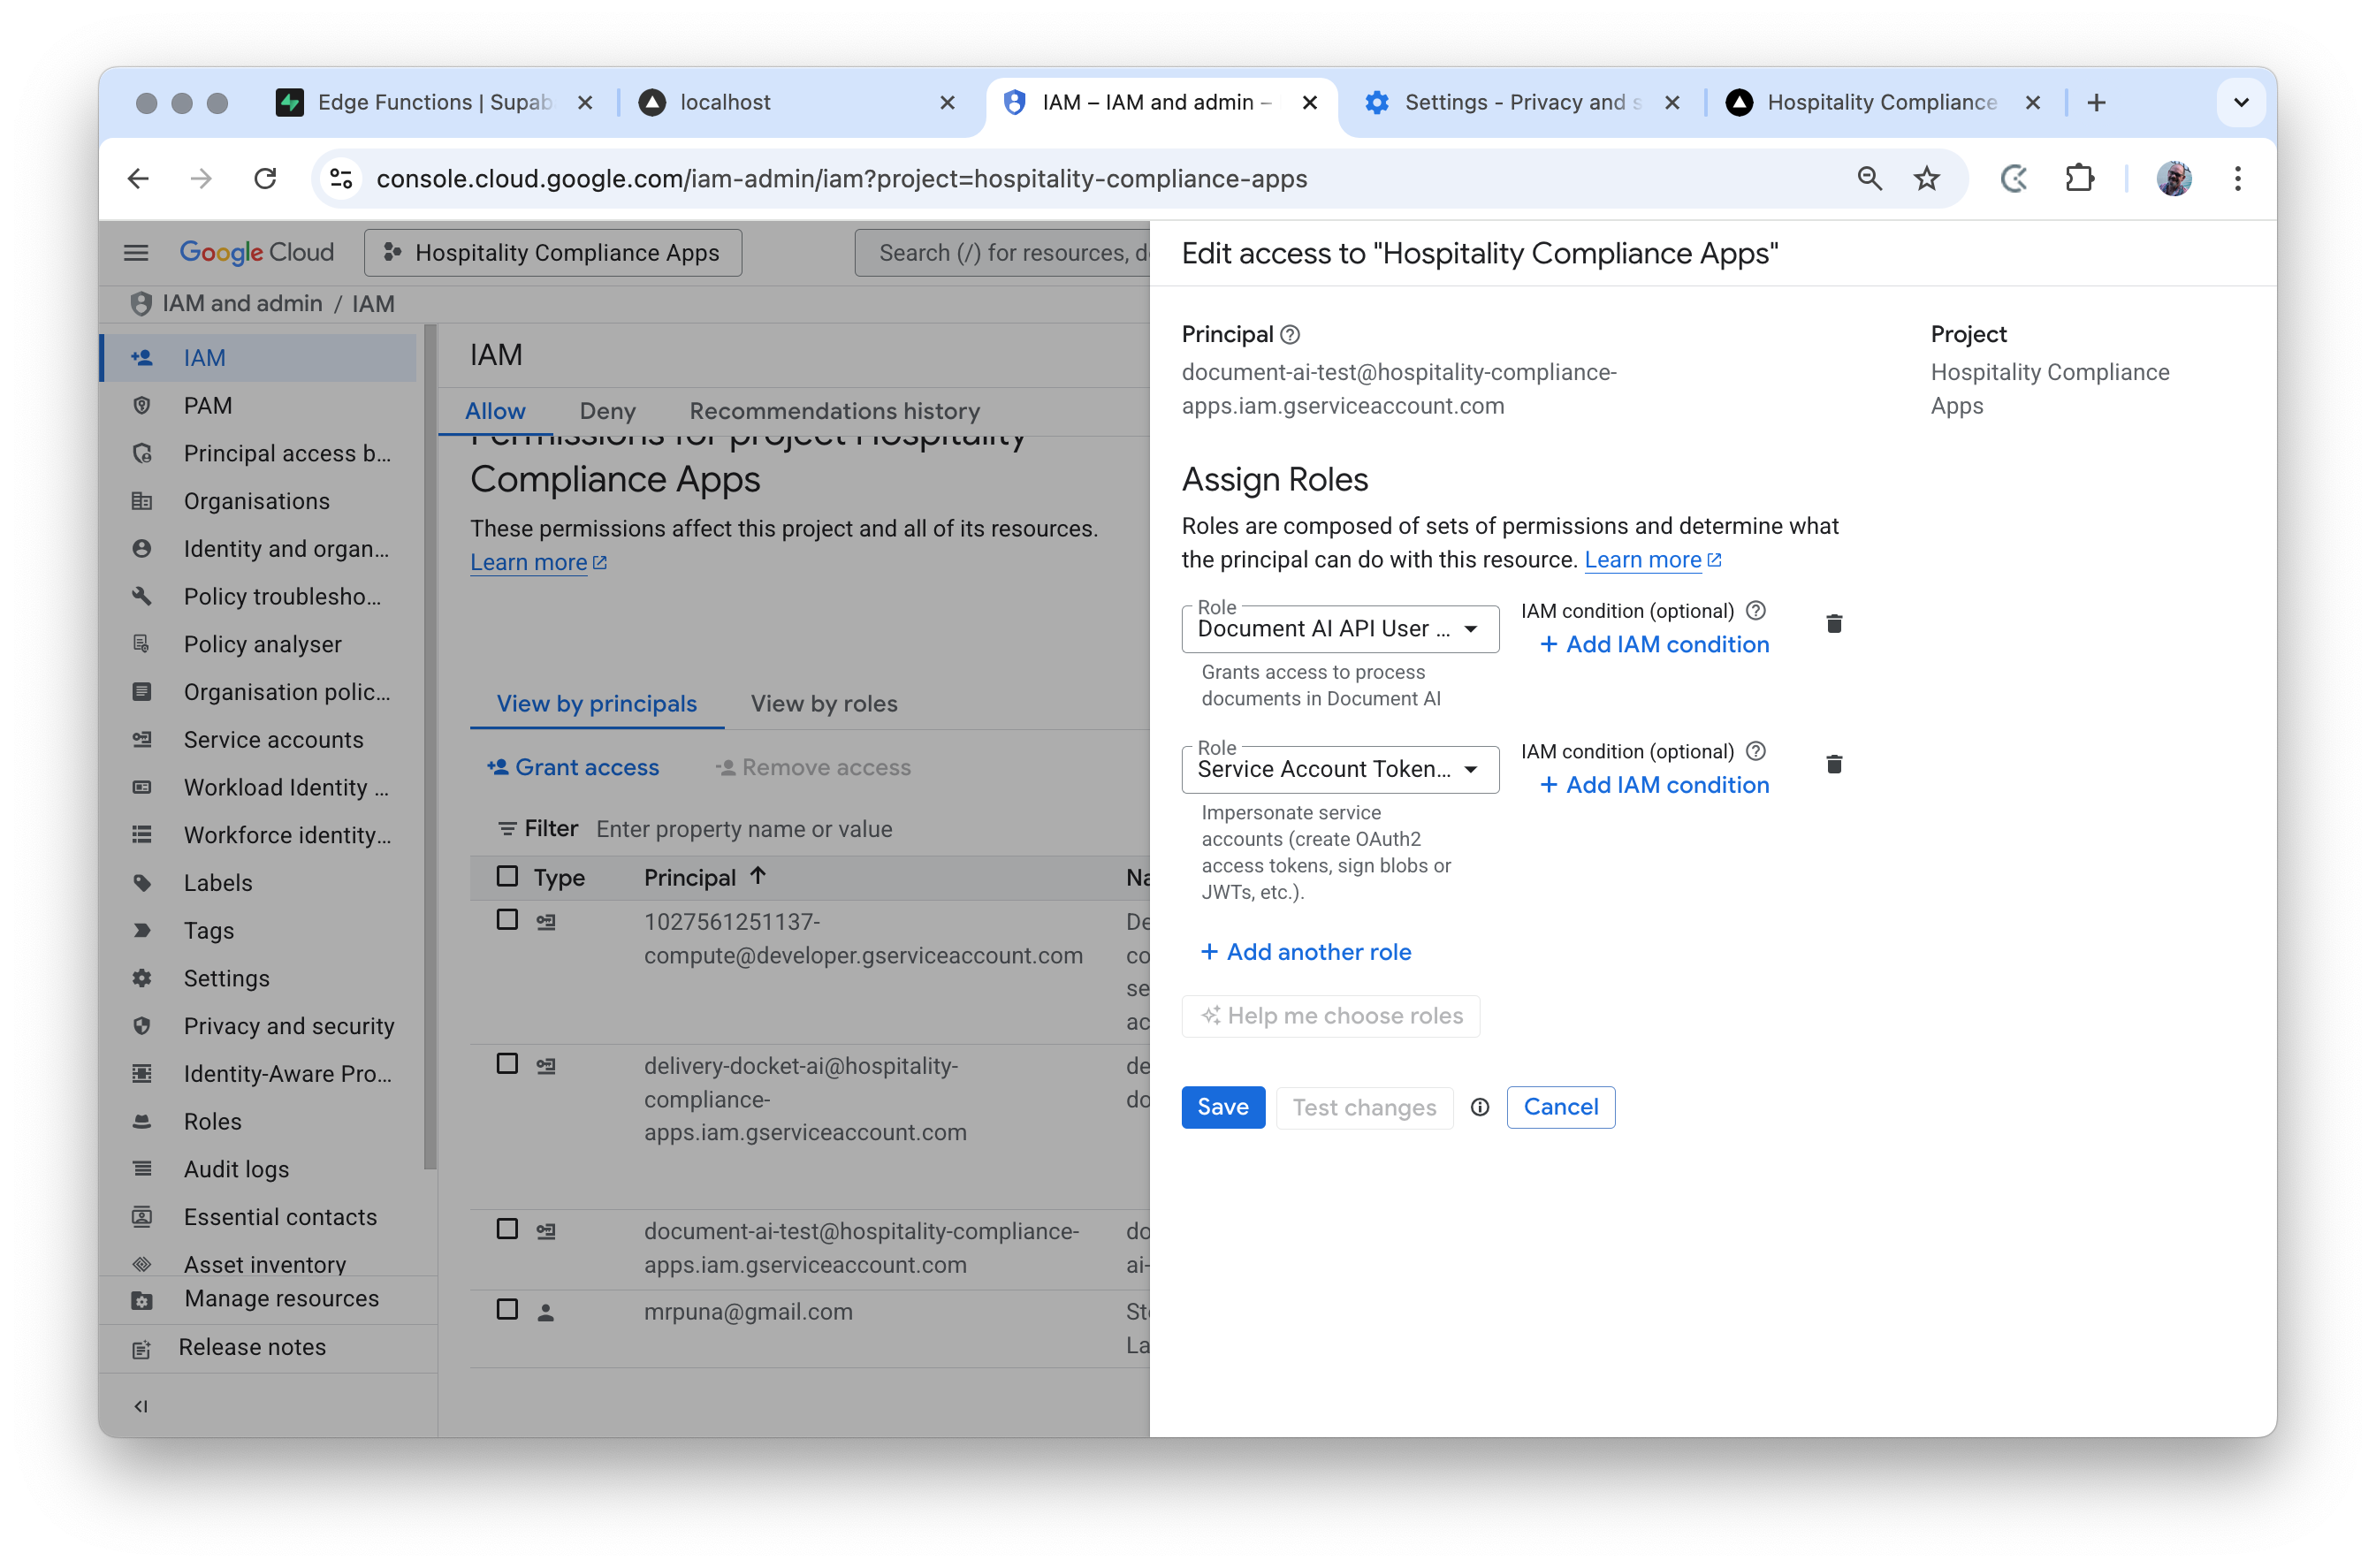 Edge Functions | Supab
localhost
IAM – IAM and admin –
Settings - Privacy and s
Hospitality Compliance
console.cloud.google.com/iam-admin/iam?project=hospitality-compliance-apps
Google Cloud
Hospitality Compliance Apps
Search (/) for resources, do
IAM and admin / IAM
IAM
PAM
Principal access b...
Organisations
Identity and organ...
Policy troublesho...
Policy analyser
Organisation polic...
Service accounts
Workload Identity ...
Workforce identity...
Labels
Tags
Settings
Privacy and security
Identity-Aware Pro...
Roles
Audit logs
Essential contacts
Asset inventory
Manage resources
Release notes
IAM
Allow Deny Recommendations history
Permissions for project Hospitality
Compliance Apps
These permissions affect this project and all of its resources.
Learn more
View by principals View by roles
Grant access Remove access
Filter Enter property name or value
Type Principal Na
1027561251137- De
compute@developer.gserviceaccount.com co
se
ac
delivery-docket-ai@hospitality- de
compliance- do
apps.iam.gserviceaccount.com
document-ai-test@hospitality-compliance- do
apps.iam.gserviceaccount.com ai-
mrpuna@gmail.com Ste
La
Edit access to "Hospitality Compliance Apps"
Principal
document-ai-test@hospitality-compliance-
apps.iam.gserviceaccount.com
Project
Hospitality Compliance
Apps
Assign Roles
Roles are composed of sets of permissions and determine what
the principal can do with this resource. Learn more
Role
Document AI API User ...
IAM condition (optional)
+ Add IAM condition
Grants access to process
documents in Document AI
Role
Service Account Token...
IAM condition (optional)
+ Add IAM condition
Impersonate service
accounts (create OAuth2
access tokens, sign blobs or
JWTs, etc.).
+ Add another role
Help me choose roles
Save Test changes Cancel